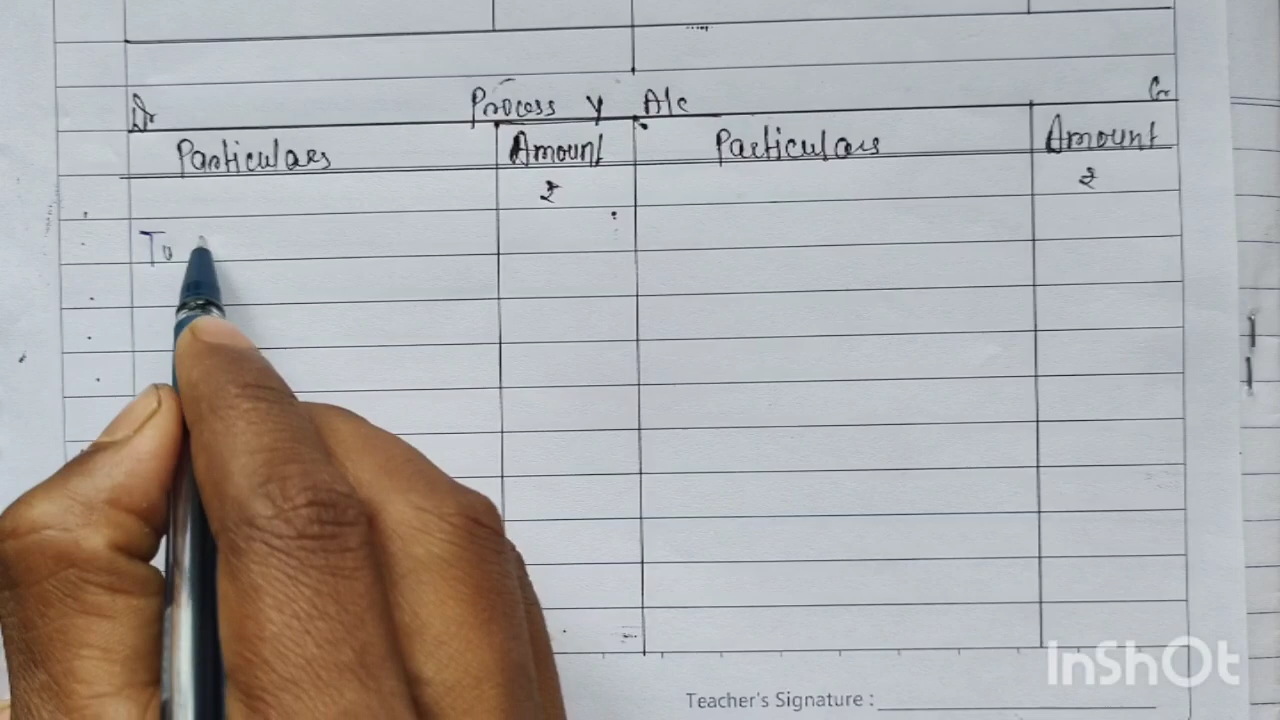 Dr Process Y A/c Cr
Particulars Amount Particulars Amount
₹ ₹
To
Teacher's Signature :
InShOt